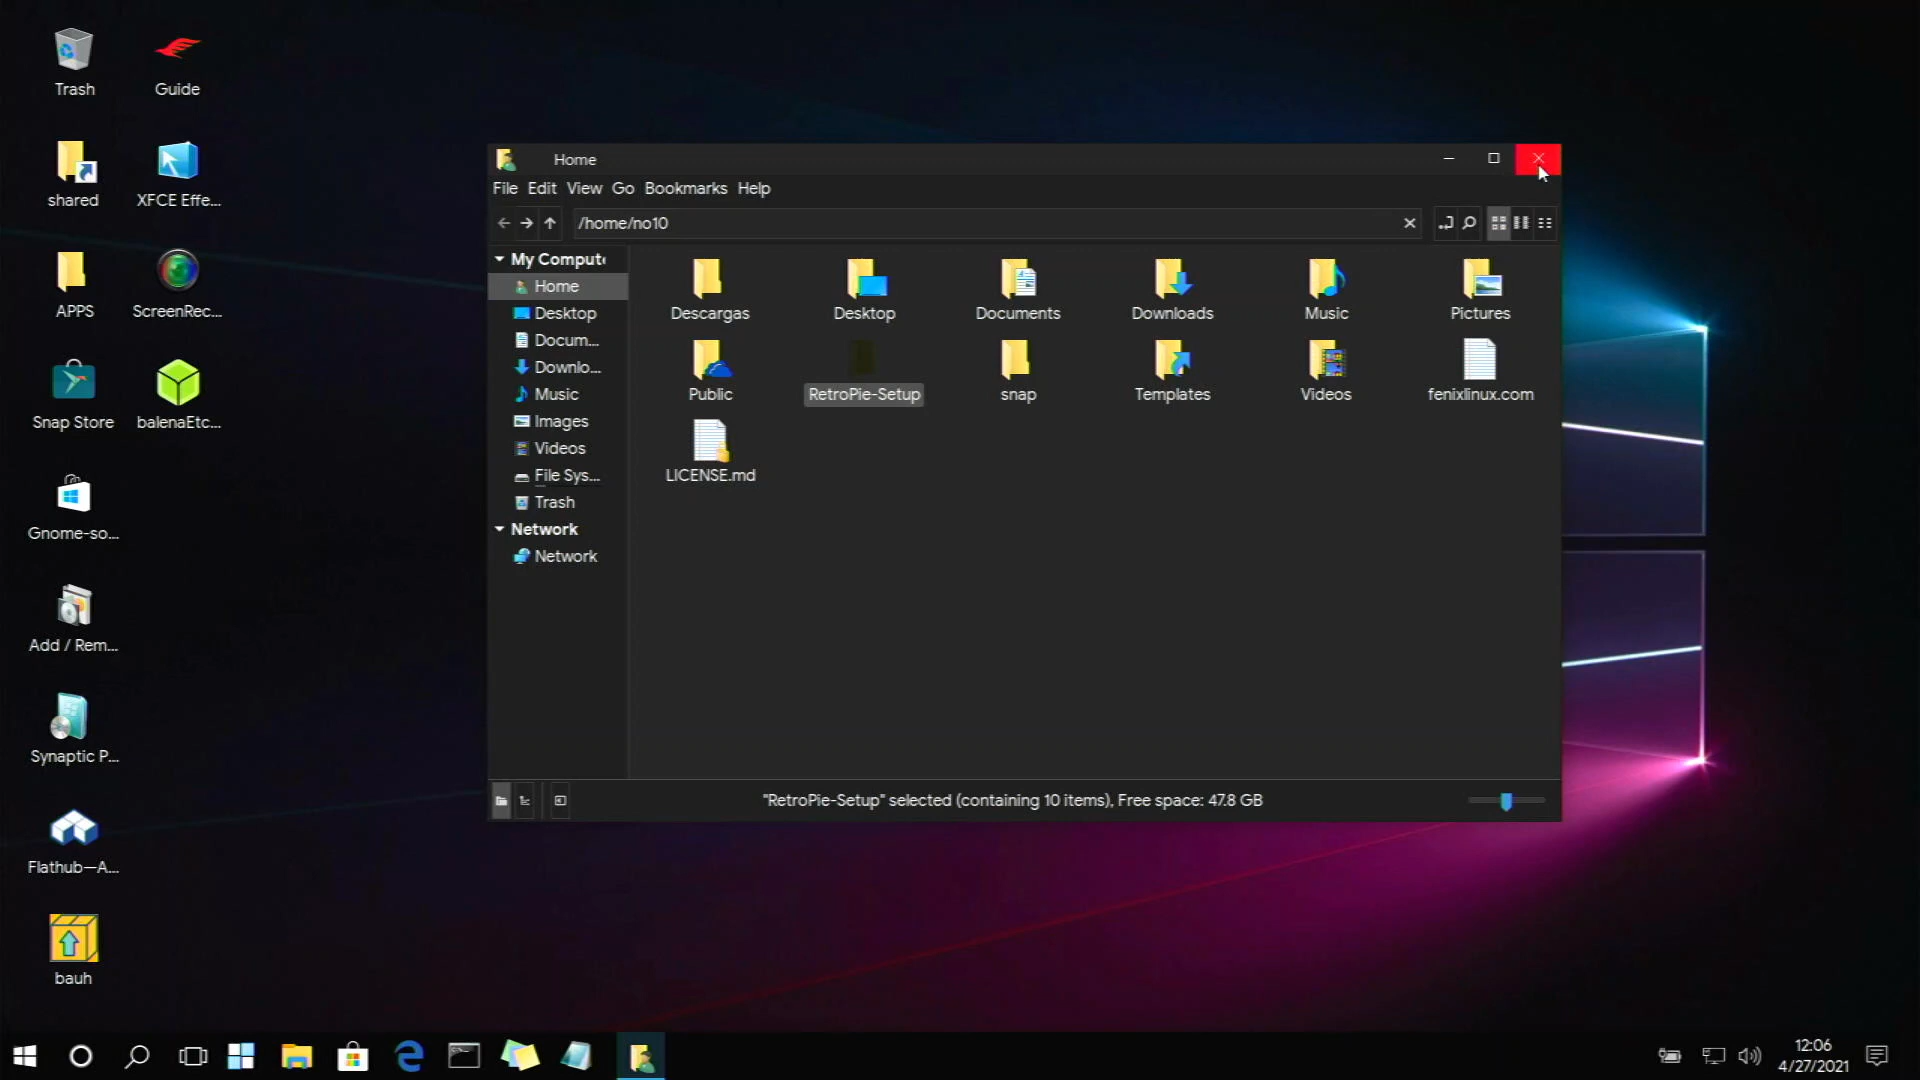 Trash
Guide
shared
XFCE Effe...
APPS
ScreenRec...
Snap Store
balenaEtc...
Gnome-so...
Add / Rem...
Synaptic P...
Flathub—A...
bauh
Home
File Edit View Go Bookmarks Help
/home/no10
My Compute
Home
Desktop
Docum...
Downlo...
Music
Images
Videos
File Sys...
Trash
Network
Network
Descargas
Desktop
Documents
Downloads
Music
Pictures
Public
RetroPie-Setup
snap
Templates
Videos
fenixlinux.com
LICENSE.md
"RetroPie-Setup" selected (containing 10 items), Free space: 47.8 GB
12:06
4/27/2021